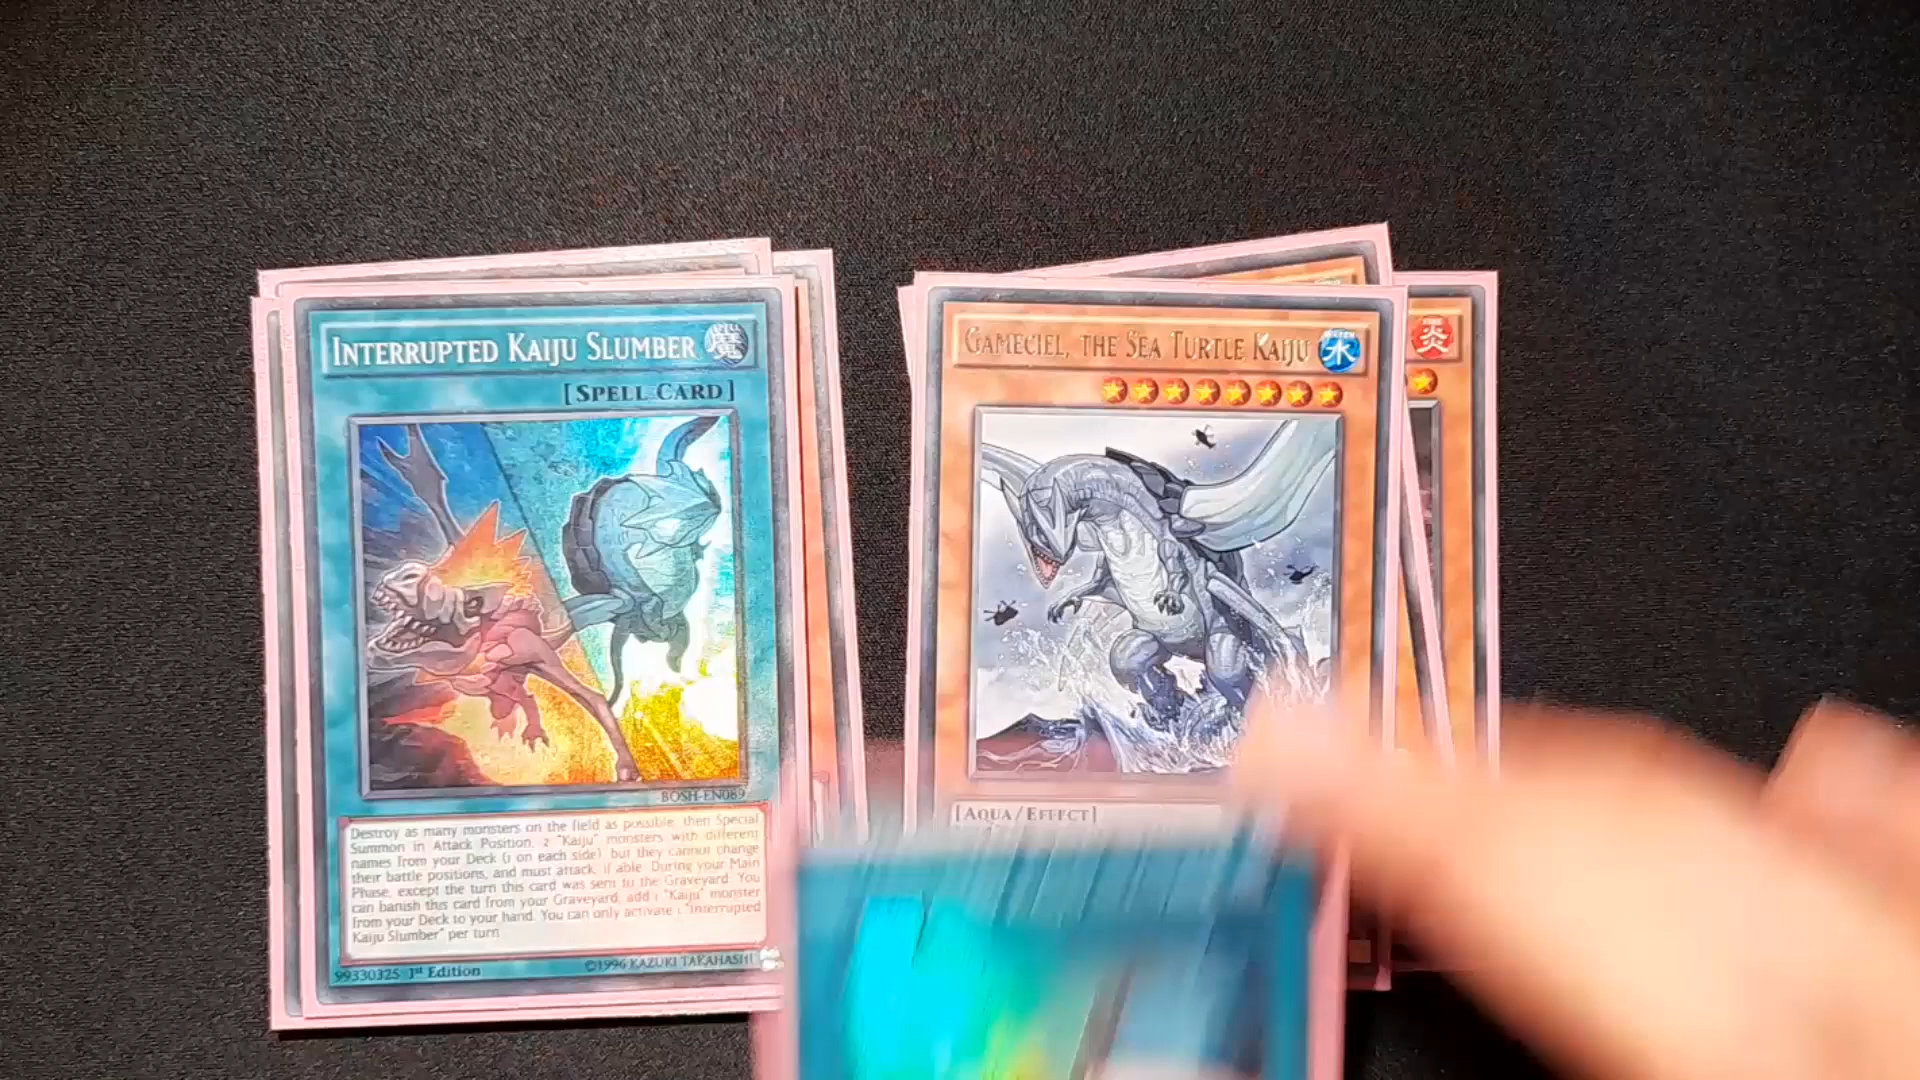 INTERRUPTED KAIJU SLUMBER
魔
[SPELL CARD]
BOSH-EN089
Destroy as many monsters on the field as possible, then Special
Summon in Attack Position, 2 "Kaiju" monsters with different
names from your Deck (1 on each side), but they cannot change
their battle positions, and must attack, if able. During your Main
Phase, except the turn this card was sent to the Graveyard: You
can banish this card from your Graveyard; add 1 "Kaiju" monster
from your Deck to your hand. You can only activate 1 "Interrupted
Kaiju Slumber" per turn.
99330325 1st Edition
©1996 KAZUKI TAKAHASHI
GAMECIEL, THE SEA TURTLE KAIJU
水
[AQUA/EFFECT]
炎